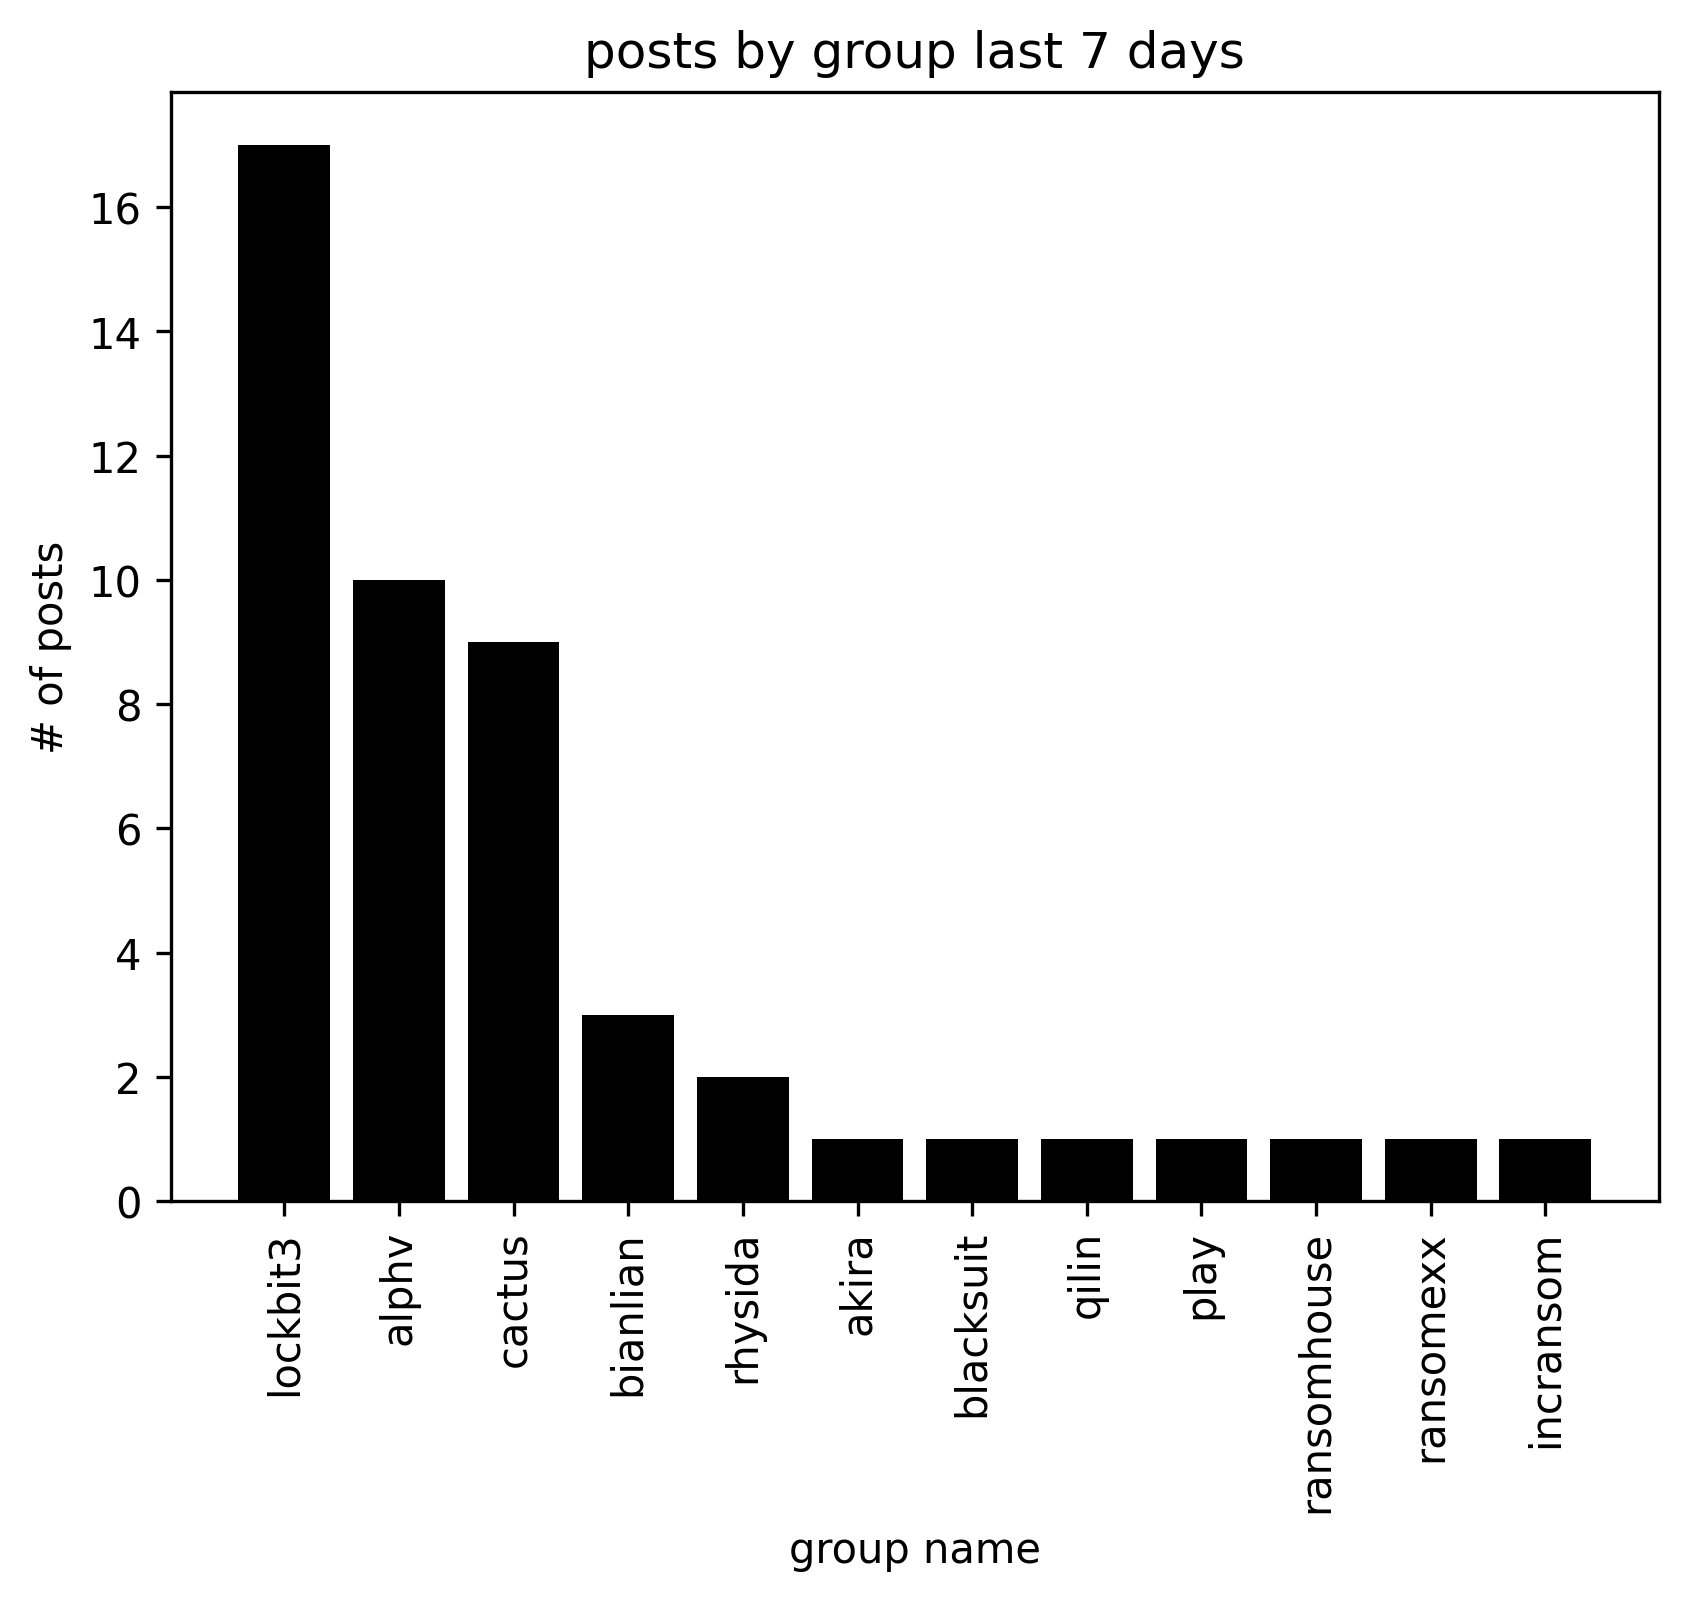 posts by group last 7 days
# of posts
16
14
12
10
8
6
4
2
0
lockbit3
alphv
cactus
bianlian
rhysida
akira
blacksuit
qilin
play
ransomhouse
ransomexx
incransom
group name